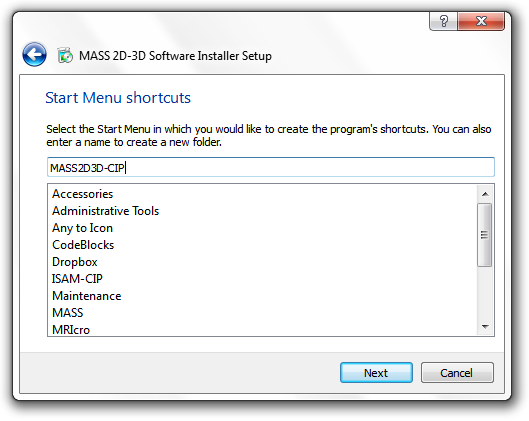 ?
MASS 2D-3D Software Installer Setup
Start Menu shortcuts
Select the Start Menu in which you would like to create the program's shortcuts. You can also
enter a name to create a new folder.
MASS2D3D-CIP
Accessories
Administrative Tools
Any to Icon
CodeBlocks
Dropbox
ISAM-CIP
Maintenance
MASS
MRIcro
Next Cancel